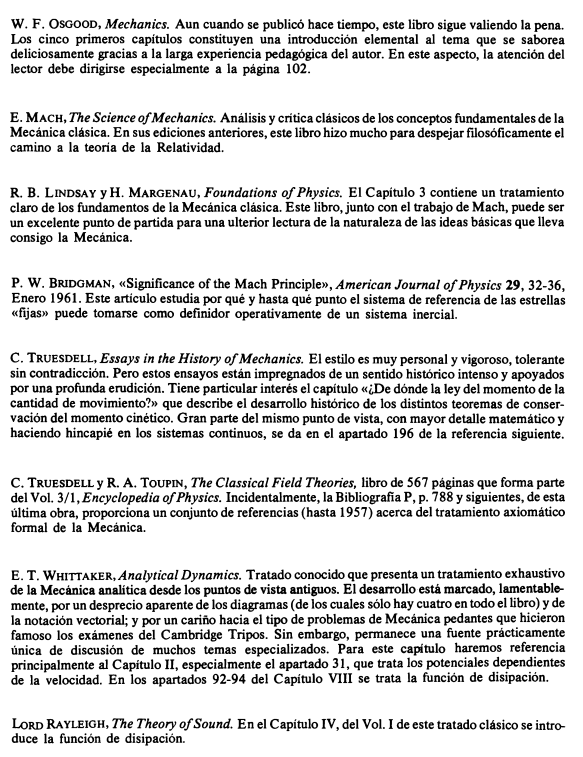 W. F. OSGOOD, Mechanics. Aun cuando se publicó hace tiempo, este libro sigue valiendo la pena.
Los cinco primeros capítulos constituyen una introducción elemental al tema que se saborea
deliciosamente gracias a la larga experiencia pedagógica del autor. En este aspecto, la atención del
lector debe dirigirse especialmente a la página 102.
E. MACH, The Science of Mechanics. Análisis y crítica clásicos de los conceptos fundamentales de la
Mecánica clásica. En sus ediciones anteriores, este libro hizo mucho para despejar filosóficamente el
camino a la teoría de la Relatividad.
R. B. LINDSAY y H. MARGENAU, Foundations of Physics. El Capítulo 3 contiene un tratamiento
claro de los fundamentos de la Mecánica clásica. Este libro, junto con el trabajo de Mach, puede ser
un excelente punto de partida para una ulterior lectura de la naturaleza de las ideas básicas que lleva
consigo la Mecánica.
P. W. BRIDGMAN, «Significance of the Mach Principle», American Journal of Physics 29, 32-36,
Enero 1961. Este artículo estudia por qué y hasta qué punto el sistema de referencia de las estrellas
«fijas» puede tomarse como definidor operativamente de un sistema inercial.
C. TRUESDELL, Essays in the History of Mechanics. El estilo es muy personal y vigoroso, tolerante
sin contradicción. Pero estos ensayos están impregnados de un sentido histórico intenso y apoyados
por una profunda erudición. Tiene particular interés el capítulo «¿De dónde la ley del momento de la
cantidad de movimiento?» que describe el desarrollo histórico de los distintos teoremas de conser-
vación del momento cinético. Gran parte del mismo punto de vista, con mayor detalle matemático y
haciendo hincapié en los sistemas continuos, se da en el apartado 196 de la referencia siguiente.
C. TRUESDELL y R. A. TOUPIN, The Classical Field Theories, libro de 567 páginas que forma parte
del Vol. 3/1, Encyclopedia of Physics. Incidentalmente, la Bibliografía P, p. 788 y siguientes, de esta
última obra, proporciona un conjunto de referencias (hasta 1957) acerca del tratamiento axiomático
formal de la Mecánica.
E. T. WHITTAKER, Analytical Dynamics. Tratado conocido que presenta un tratamiento exhaustivo
de la Mecánica analítica desde los puntos de vista antiguos. El desarrollo está marcado, lamentable-
mente, por un desprecio aparente de los diagramas (de los cuales sólo hay cuatro en todo el libro) y de
la notación vectorial; y por un cariño hacia el tipo de problemas de Mecánica pedantes que hicieron
famoso los exámenes del Cambridge Tripos. Sin embargo, permanece una fuente prácticamente
única de discusión de muchos temas especializados. Para este capítulo haremos referencia
principalmente al Capítulo II, especialmente el apartado 31, que trata los potenciales dependientes
de la velocidad. En los apartados 92-94 del Capítulo VIII se trata la función de disipación.
LORD RAYLEIGH, The Theory of Sound. En el Capítulo IV, del Vol. I de este tratado clásico se intro-
duce la función de disipación.